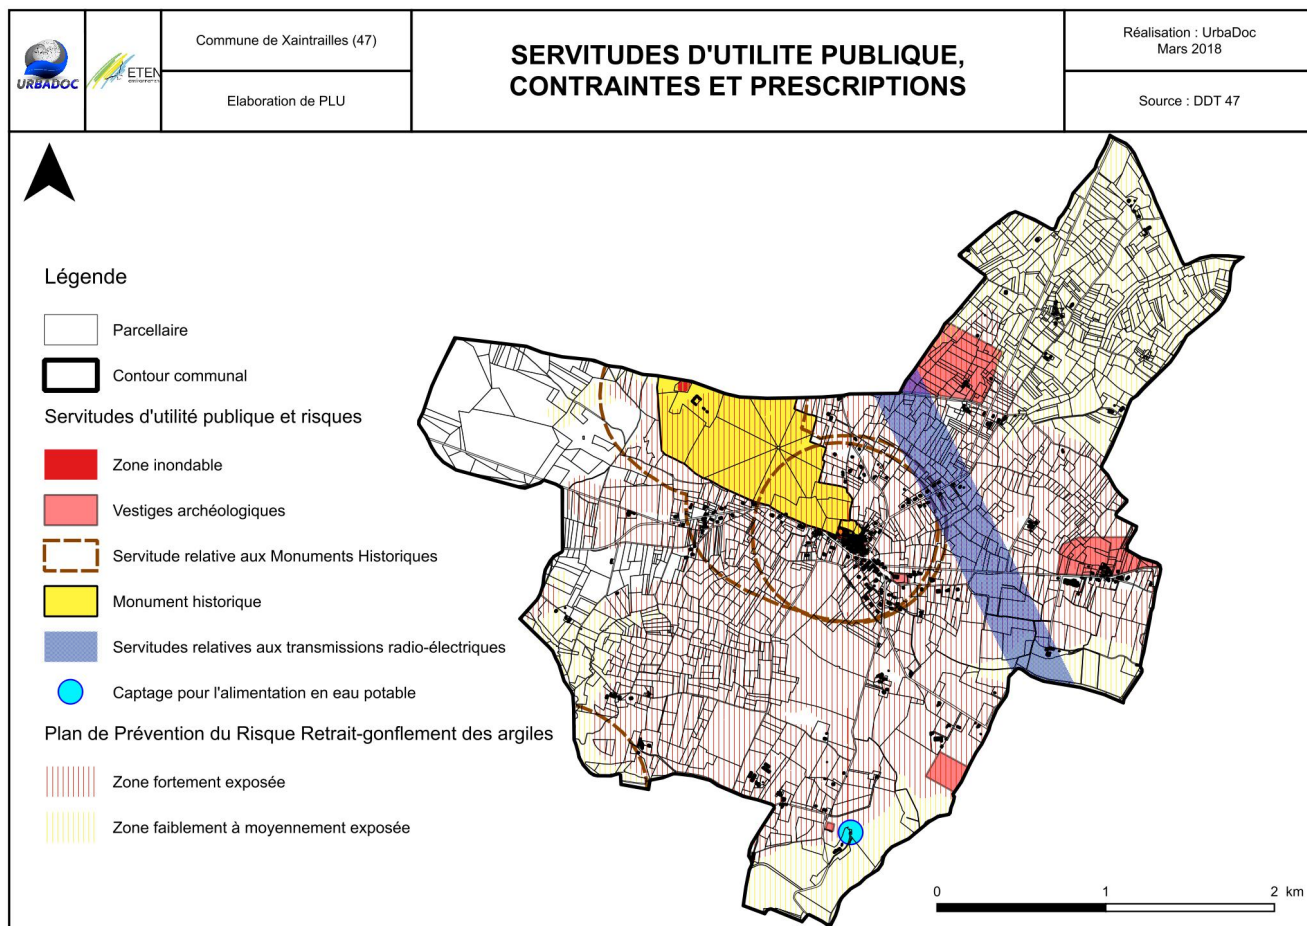 URBADOC
ETEN
Commune de Xaintrailles (47)
Elaboration de PLU
SERVITUDES D'UTILITE PUBLIQUE,
CONTRAINTES ET PRESCRIPTIONS
Réalisation : UrbaDoc
Mars 2018
Source : DDT 47
Légende
Parcellaire
Contour communal
Servitudes d'utilité publique et risques
Zone inondable
Vestiges archéologiques
Servitude relative aux Monuments Historiques
Monument historique
Servitudes relatives aux transmissions radio-électriques
Captage pour l'alimentation en eau potable
Plan de Prévention du Risque Retrait-gonflement des argiles
Zone fortement exposée
Zone faiblement à moyennement exposée
0 1 2 km